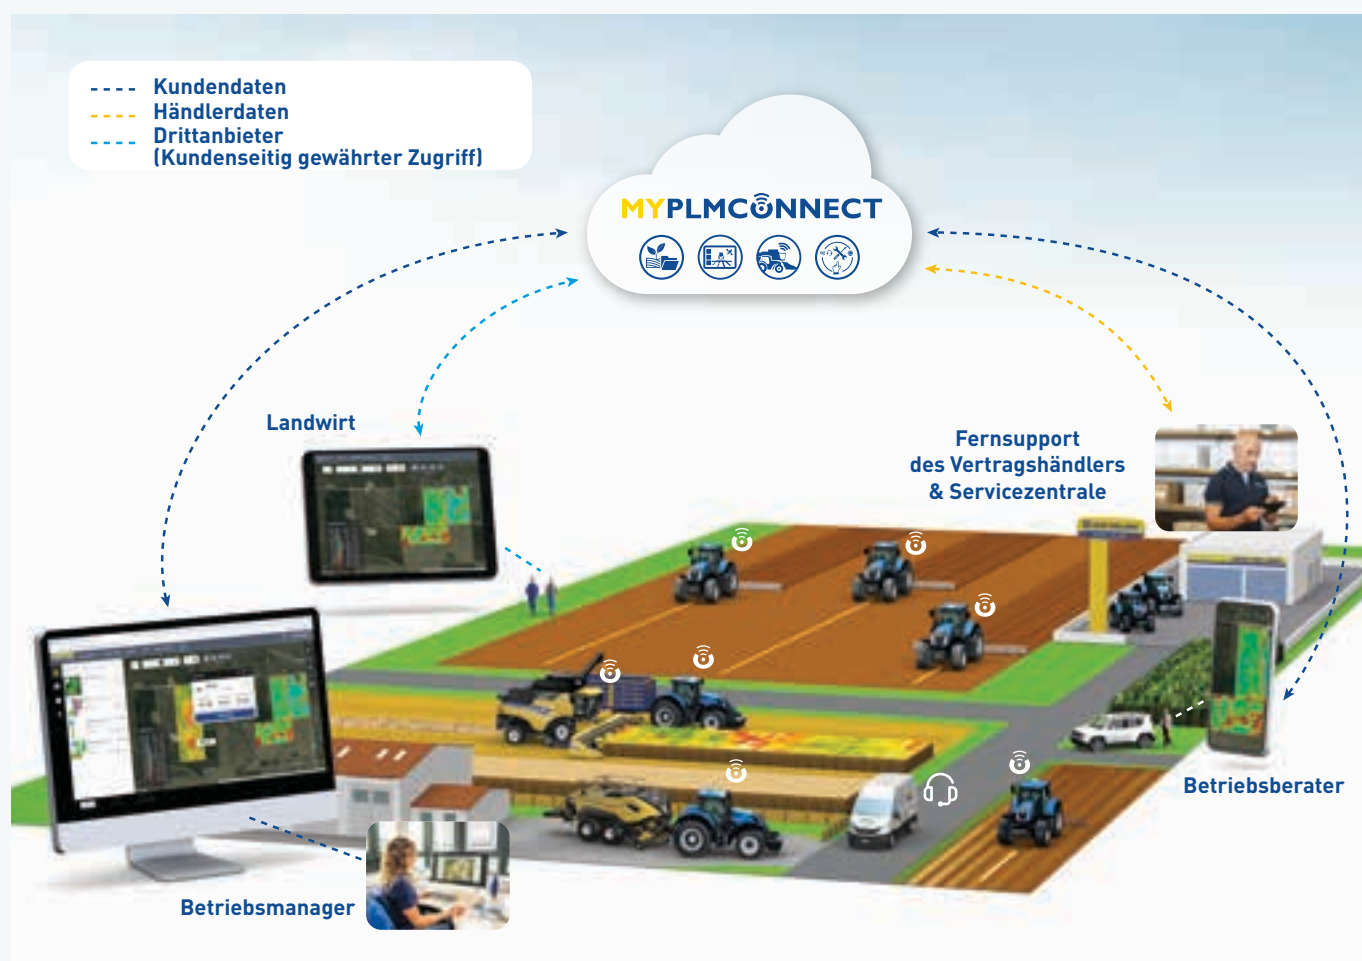 Kundendaten
Händlerdaten
Drittanbieter
(Kundenseitig gewährter Zugriff)
MYPLMCONNECT
Landwirt
Fernsupport
des Vertragshändlers
& Servicezentrale
Betriebsberater
Betriebsmanager